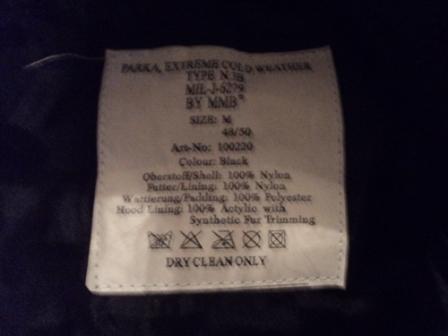 PARKA, EXTREME COLD WEATHER
TYPE N3B
MIL-J-6279
BY MMB®
SIZE: M
48/50
Art-No: 100220
Colour: Black
Oberstoff/Shell: 100% Nylon
Futter/Lining: 100% Nylon
Wattierung/Padding: 100% Polyester
Hood Lining: 100% Acrylic with
Synthetic Fur Trimming
DRY CLEAN ONLY